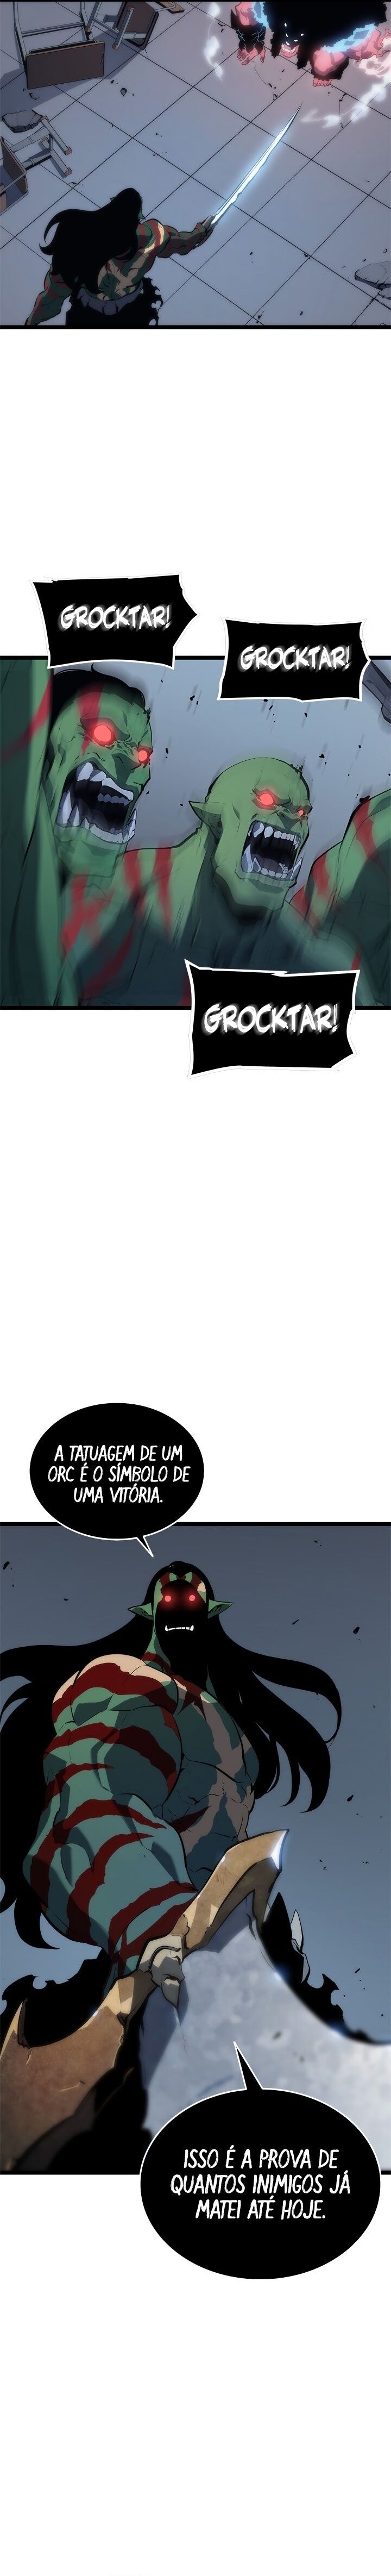 GROCKTAR!
GROCKTAR!
GROCKTAR!
A TATUAGEM DE UM
ORC É O SÍMBOLO DE
UMA VITÓRIA.
ISSO É A PROVA DE
QUANTOS INIMIGOS JÁ
MATEI ATÉ HOJE.